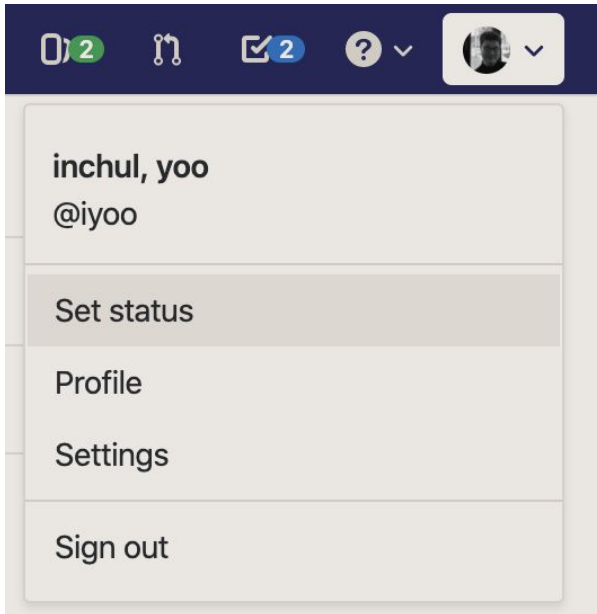 2 2 ?
inchul, yoo
@iyoo
Set status
Profile
Settings
Sign out